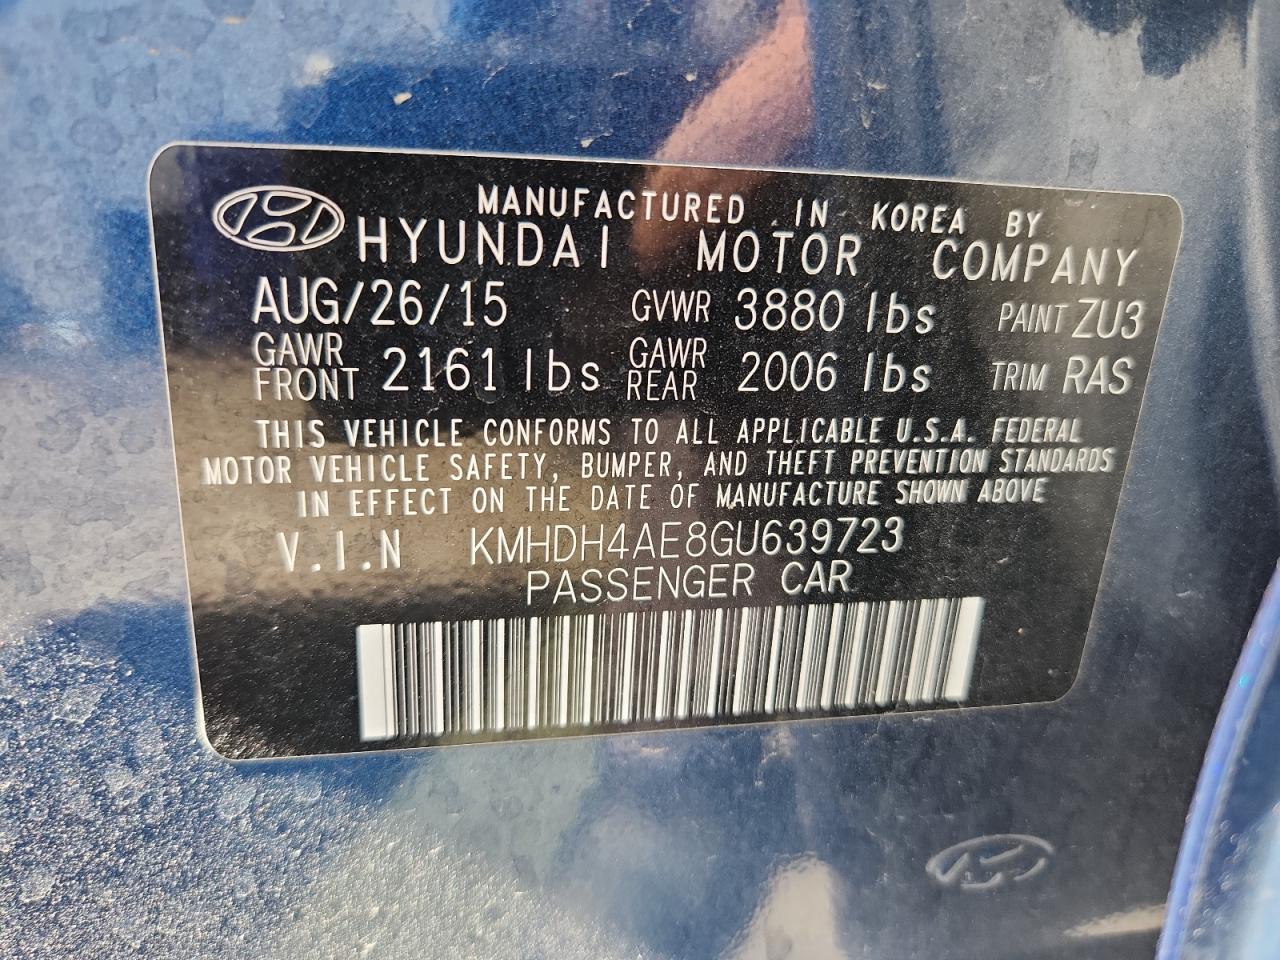 MANUFACTURED IN KOREA BY
HYUNDAI MOTOR COMPANY
AUG/26/15 GVWR 3880 lbs PAINT ZU3
GAWR FRONT 2161 lbs GAWR REAR 2006 lbs TRIM RAS
THIS VEHICLE CONFORMS TO ALL APPLICABLE U.S.A. FEDERAL
MOTOR VEHICLE SAFETY, BUMPER, AND THEFT PREVENTION STANDARDS
IN EFFECT ON THE DATE OF MANUFACTURE SHOWN ABOVE
V.I.N KMHDH4AE8GU639723
PASSENGER CAR